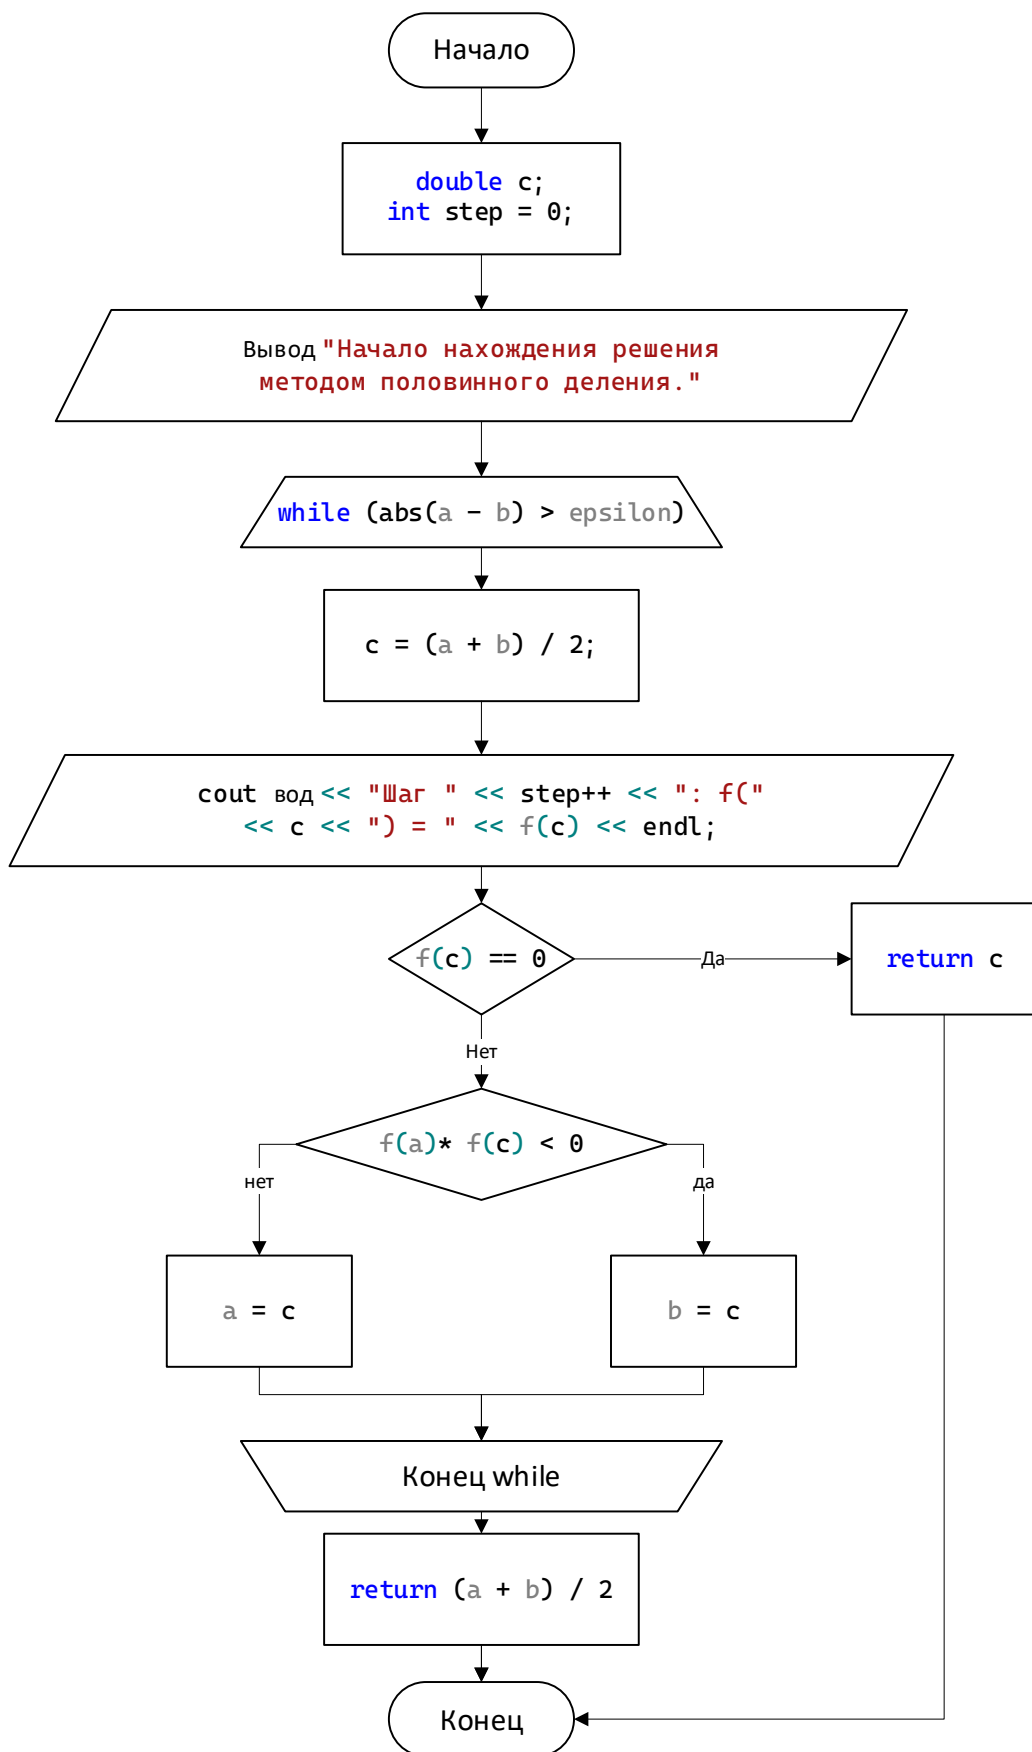 Начало
double c;
int step = 0;
Вывод "Начало нахождения решения
методом половинного деления."
while (abs(a - b) > epsilon)
c = (a + b) / 2;
cout вод << "Шаг " << step++ << ": f("
<< c << ") = " << f(c) << endl;
f(c) == 0
Да
return c
Нет
f(a)* f(c) < 0
нет
да
a = c
b = c
Конец while
return (a + b) / 2
Конец